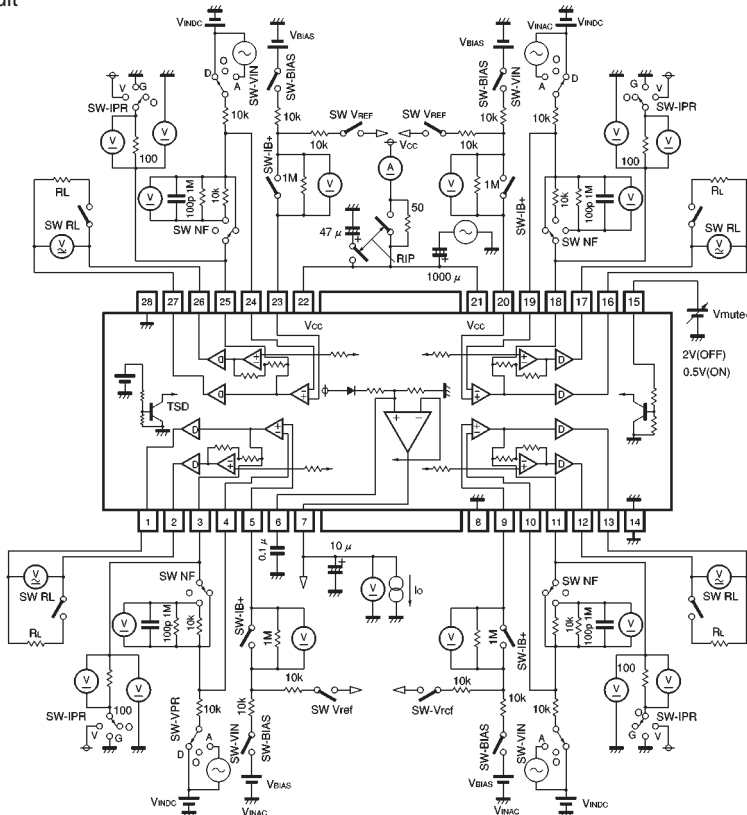 uit
VINDC
VINAC
VINDC
VBIAS
VBIAS
D
A
SW-VIN
SW-BIAS
SW-BIAS
SW-VIN
A
D
V
G
SW-IPR
10k
10k
SW VREF
SW VREF
10k
10k
G
V
SW-IPR
V
100
V
SW-IB+
10k
VCC
A
10k
SW-IB+
V
100
V
RL
SW RL
V
V
100p
1M
10k
SW NF
1M
V
47 μ
50
RIP
1000 μ
V
1M
10k
100p
1M
V
SW NF
RL
SW RL
V
28
27
26
25
24
23
22
21
20
19
18
17
16
15
Vmute
2V(OFF)
0.5V(ON)
VCC
VCC
D
D
D
D
TSD
D
D
D
D
1
2
3
4
5
6
7
8
9
10
11
12
13
14
0.1 μ
10 μ
V
IO
V
SW RL
RL
SW NF
V
100p
1M
10k
SW-IB+
1M
V
V
1M
SW-IB+
SW NF
10k
100p
1M
V
V
SW RL
RL
V
100
V
SW-IPR
V
G
SW-VPR
10k
10k
10k
SW Vref
SW-Vrcf
10k
10k
10k
V
100
V
SW-IPR
G
V
D
A
SW-VIN
SW-BIAS
SW-BIAS
SW-VIN
A
D
VBIAS
VBIAS
VINDC
VINAC
VINAC
VINDC